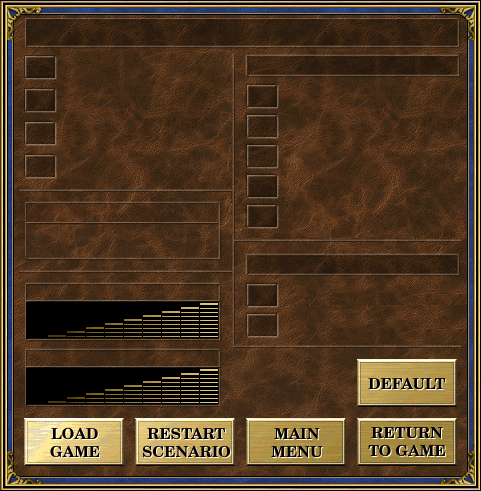 DEFAULT
LOAD
GAME
RESTART
SCENARIO
MAIN
MENU
RETURN
TO GAME